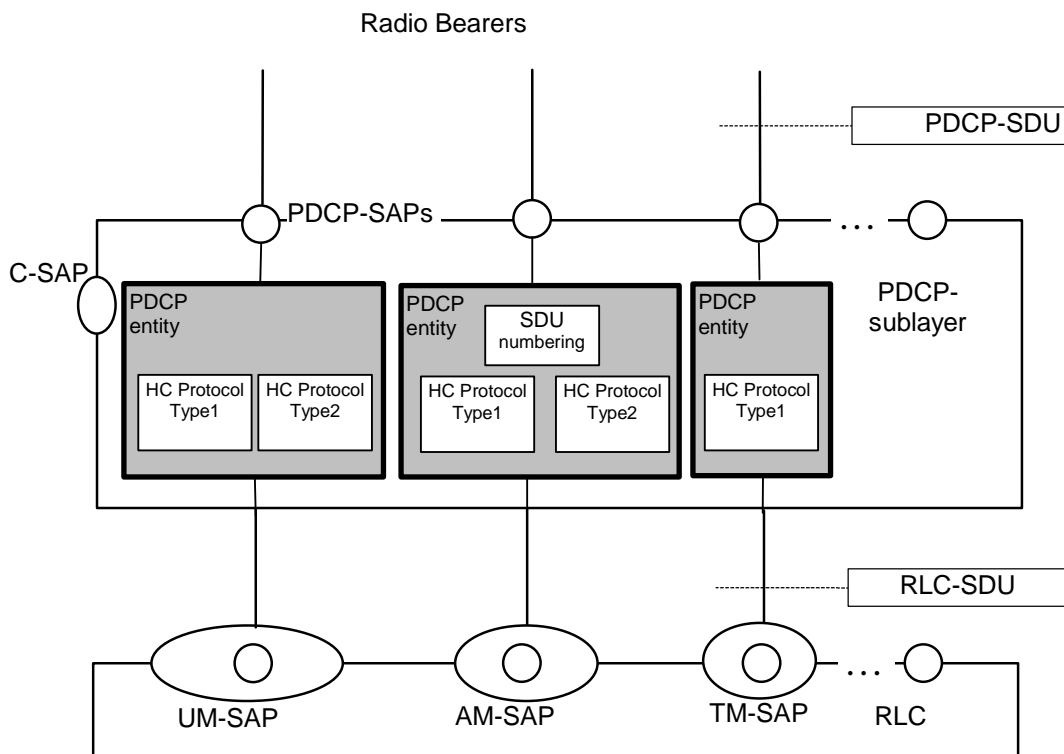 Radio Bearers
PDCP-SDU
PDCP-SAPs
...
C-SAP
PDCP
entity
HC Protocol
Type1
HC Protocol
Type2
PDCP
entity
SDU
numbering
HC Protocol
Type1
HC Protocol
Type2
PDCP
entity
HC Protocol
Type1
PDCP-
sublayer
RLC-SDU
...
UM-SAP
AM-SAP
TM-SAP
RLC